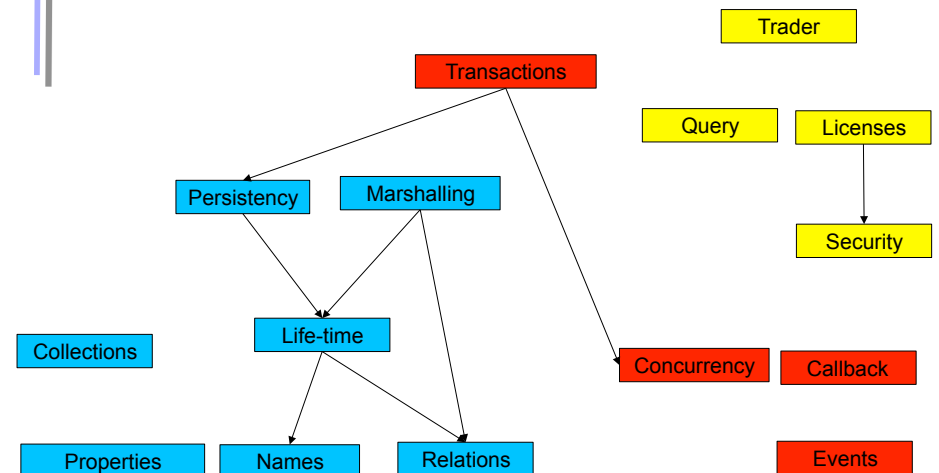 Trader
Transactions
Query
Licenses
Persistency
Marshalling
Security
Life-time
Collections
Concurrency
Callback
Properties
Names
Relations
Events